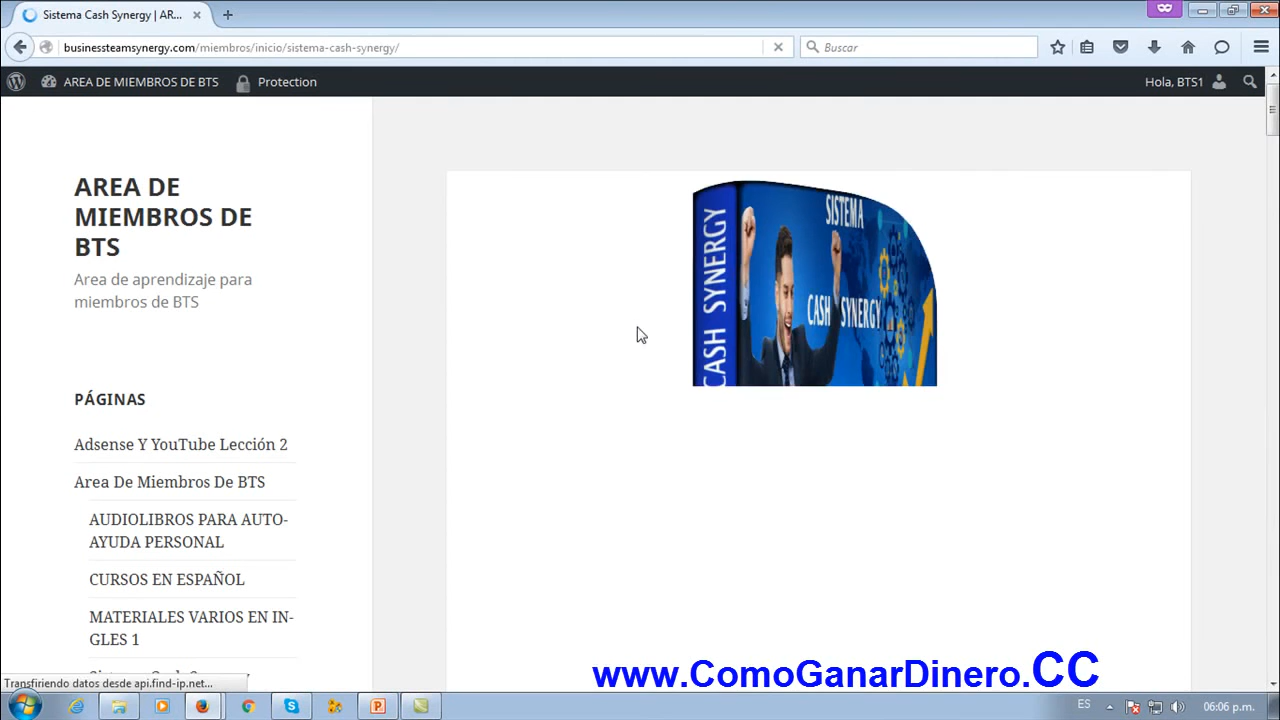 Sistema Cash Synergy | AR...
businessteamsynergy.com/miembros/inicio/sistema-cash-synergy/
Buscar
AREA DE MIEMBROS DE BTS
Protection
Hola, BTS1
AREA DE
MIEMBROS DE
BTS
Area de aprendizaje para
miembros de BTS
PÁGINAS
Adsense Y YouTube Lección 2
Area De Miembros De BTS
AUDIOLIBROS PARA AUTO-
AYUDA PERSONAL
CURSOS EN ESPAÑOL
MATERIALES VARIOS EN IN-
GLES 1
CASH SYNERGY
SISTEMA
CASH SYNERGY
www.ComoGanarDinero.CC
Transfiriendo datos desde api.find-ip.net...
ES
06:06 p.m.